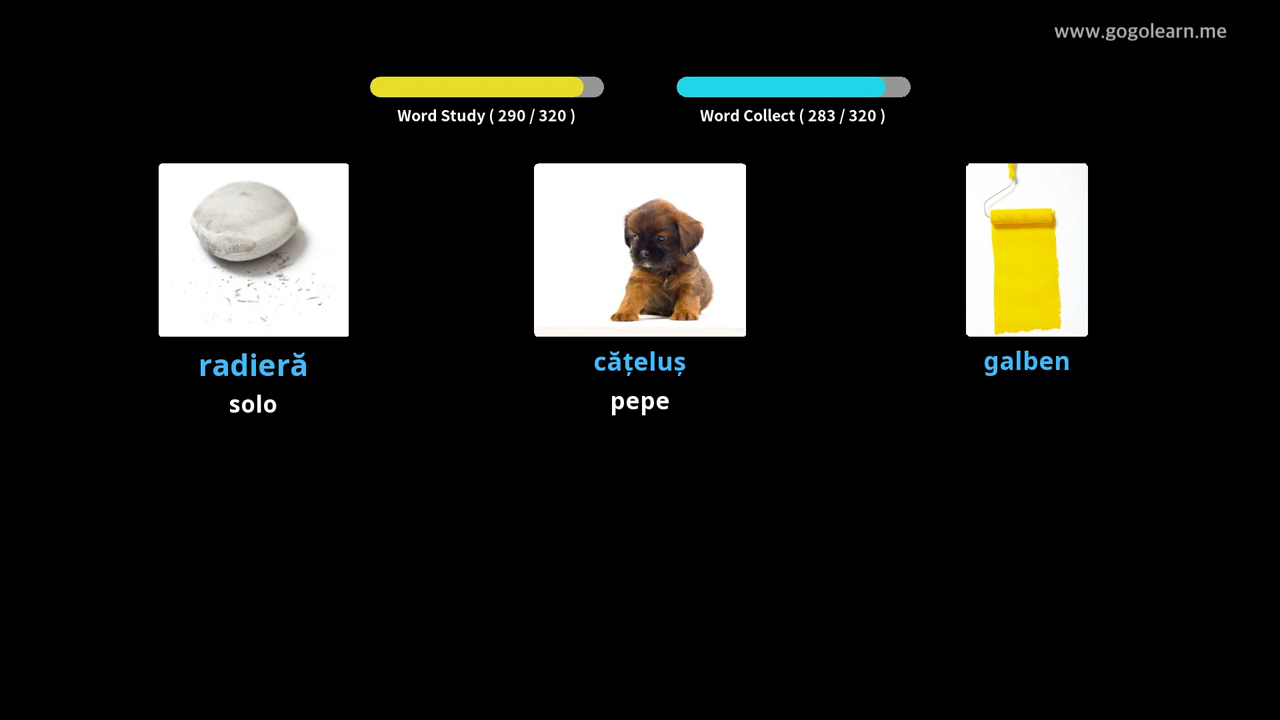 www.gogolearn.me
Word Study ( 290 / 320 )
Word Collect ( 283 / 320 )
radieră
solo
cățeluș
pepe
galben